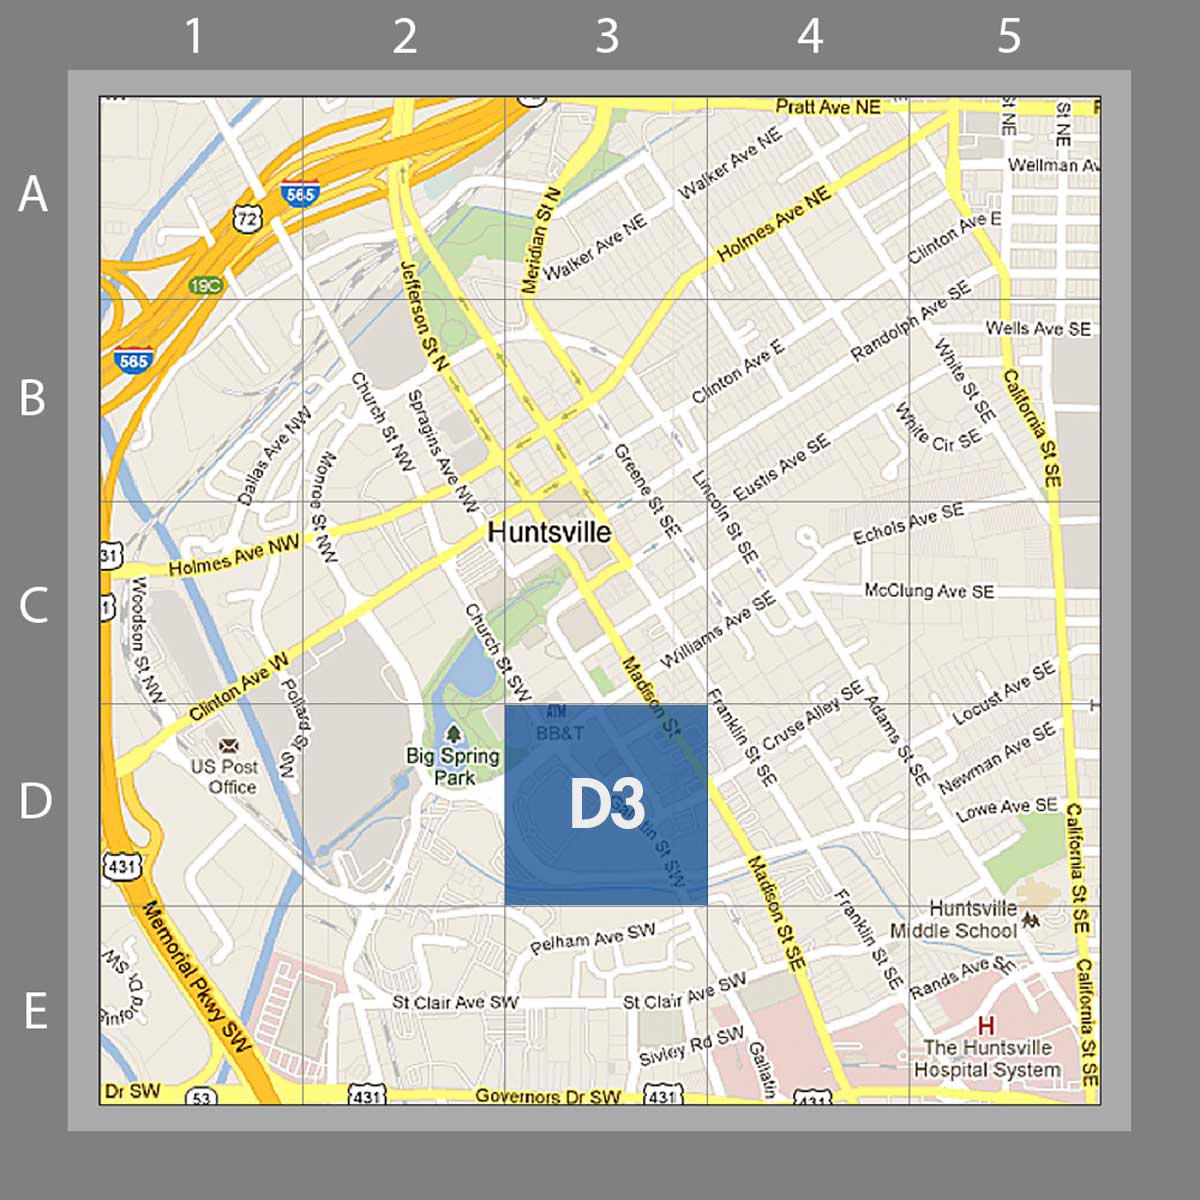 1 2 3 4 5
A
B
C
D
E
Pratt Ave NE
St NE
St NE
Wellman Av
Walker Ave NE
565
72
Meridian St N
Walker Ave NE
Holmes Ave NE
Clinton Ave E
19C
Jefferson St N
Randolph Ave SE
Wells Ave SE
565
Clinton Ave E
White St SE
Church St NW
Spragins Ave NW
California St SE
White Cir SE
Dallas Ave NW
Monroe St NW
Greene St SE
Lincoln St SE
Eustis Ave SE
Huntsville
Echols Ave SE
31
Holmes Ave NW
McClung Ave SE
1
Woodson St NW
Church St SW
Williams Ave SE
Clinton Ave W
Madison St
Pollard St SW
Franklin St SE
Cruse Alley SE
Adams St SE
Locust Ave SE
ATM
BB&T
US Post
Office
Big Spring
Park
D3
Gallatin St SW
Newman Ave SE
Lowe Ave SE
California St SE
431
Madison St SE
Franklin St SE
Memorial Pkwy SW
Huntsville
Middle School
Pelham Ave SW
Rands Ave S
St Clair Ave SW
St Clair Ave SW
California St SE
Dr SW
H
The Huntsville
Hospital System
Sivley Rd SW
Gallatin
Dr SW
53
431
Governors Dr SW
431
431